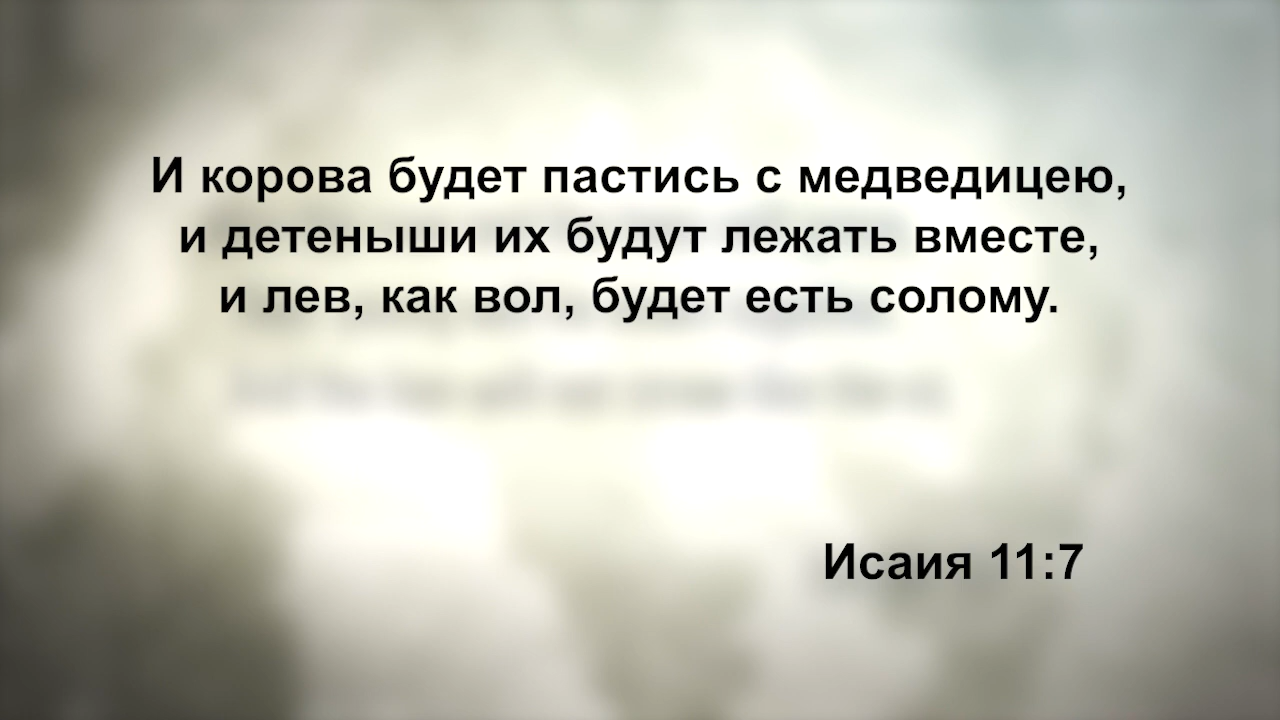 И корова будет пастись с медведицею,
и детеныши их будут лежать вместе,
и лев, как вол, будет есть солому.
Исаия 11:7